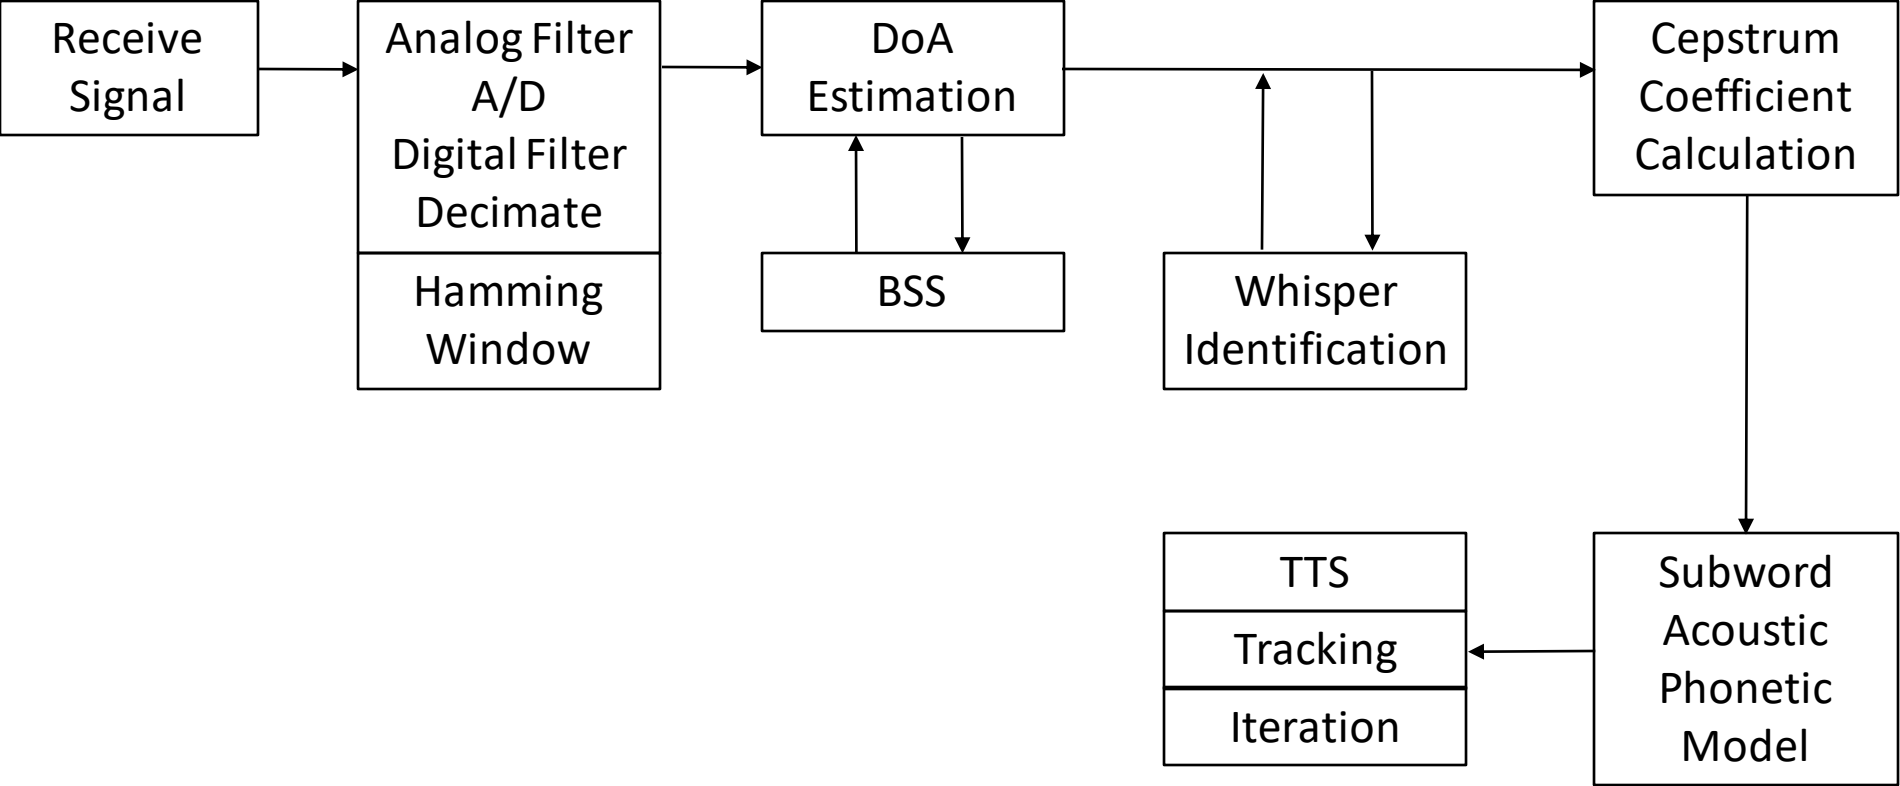 Receive
Signal
Analog Filter
A/D
Digital Filter
Decimate
Hamming
Window
DoA
Estimation
BSS
Whisper
Identification
Cepstrum
Coefficient
Calculation
Subword
Acoustic
Phonetic
Model
TTS
Tracking
Iteration